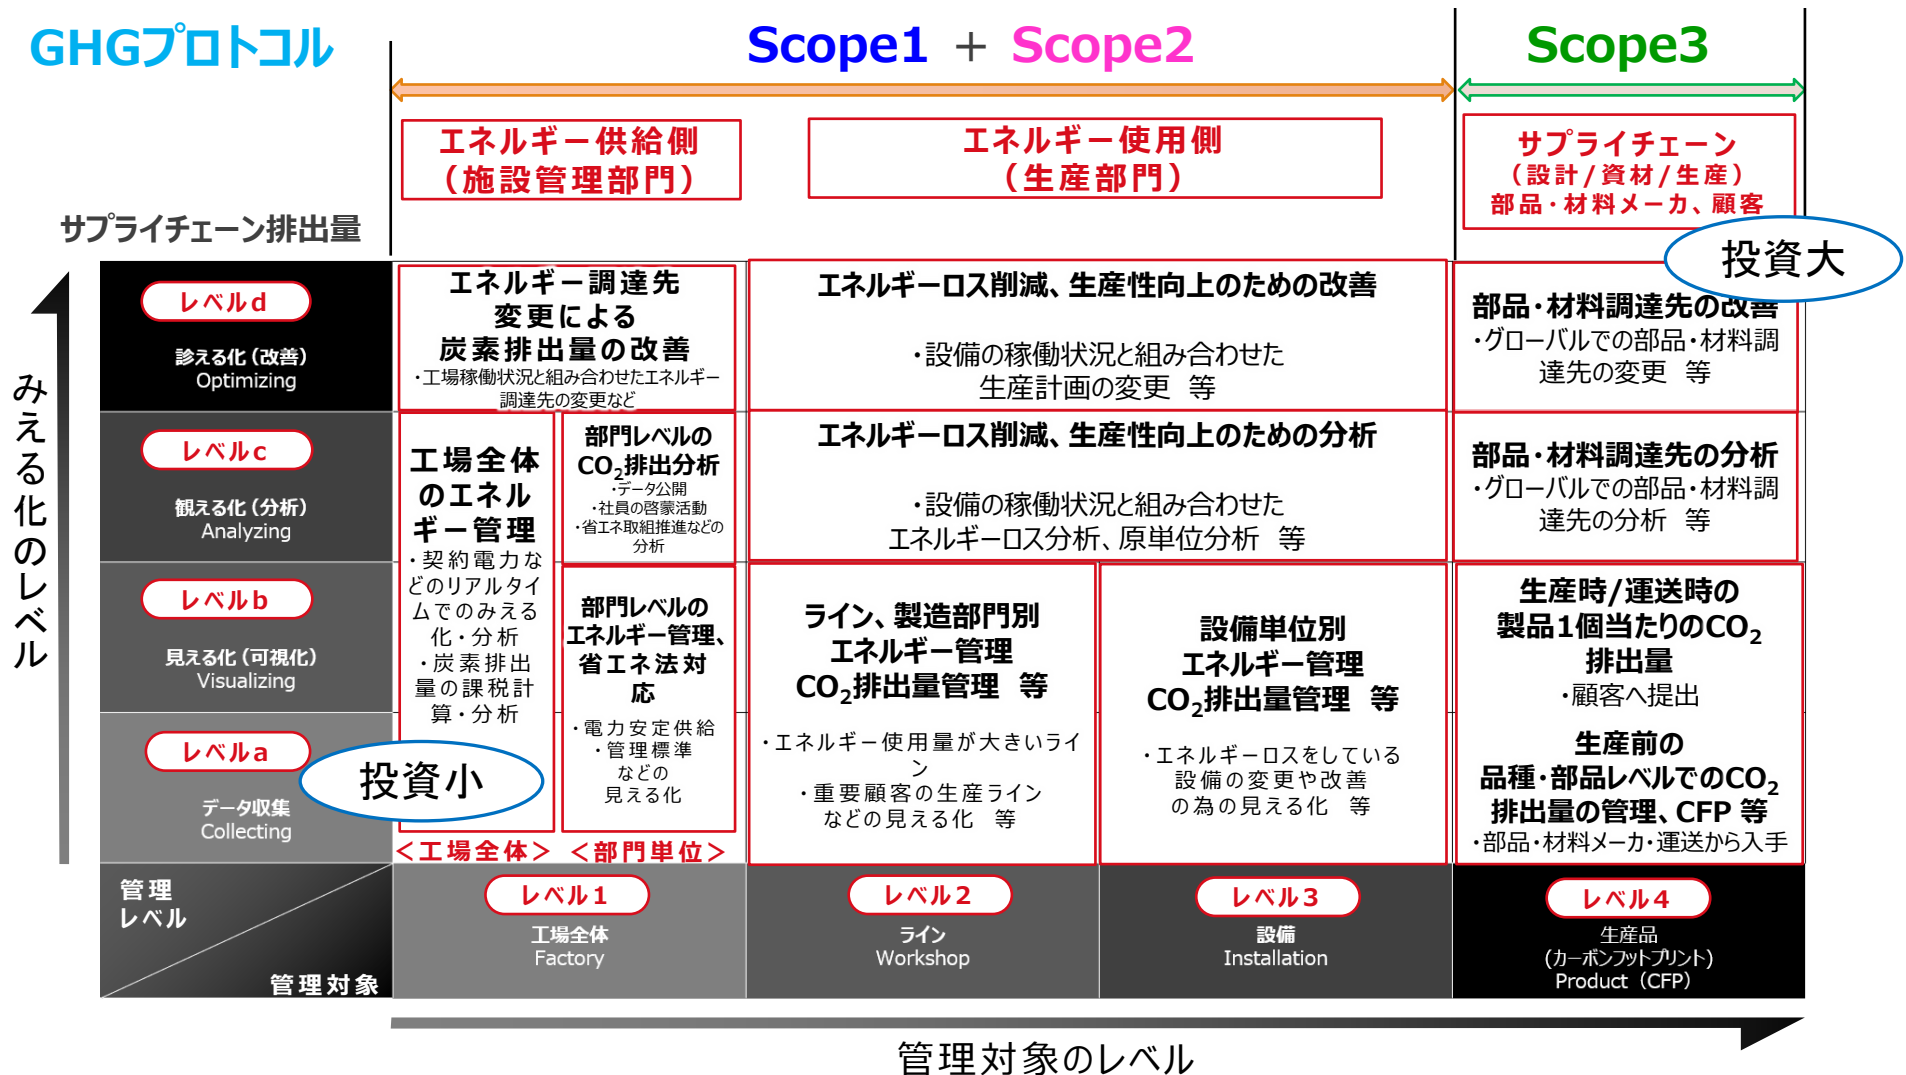 GHGプロトコル
Scope1 + Scope2
Scope3
エネルギー供給側
（施設管理部門）
エネルギー使用側
（生産部門）
サプライチェーン
（設計/資材/生産）
部品・材料メーカ、顧客
サプライチェーン排出量
投資大
みえる化のレベル
レベルd
診える化（改善）
Optimizing
エネルギー調達先
変更による
炭素排出量の改善
・工場稼働状況と組み合わせたエネルギー
調達先の変更など
エネルギーロス削減、生産性向上のための改善
・設備の稼働状況と組み合わせた
生産計画の変更 等
部品・材料調達先の改善
・グローバルでの部品・材料調
達先の変更 等
レベルc
観える化（分析）
Analyzing
工場全体
のエネル
ギー管理
・契約電力な
どのリアルタイ
ムでのみえる
化・分析
・炭素排出
量の課税計
算・分析
部門レベルの
CO2排出分析
・データ公開
・社員の啓蒙活動
・省エネ取組推進などの
分析
エネルギーロス削減、生産性向上のための分析
・設備の稼働状況と組み合わせた
エネルギーロス分析、原単位分析 等
部品・材料調達先の分析
・グローバルでの部品・材料調
達先の分析 等
レベルb
見える化（可視化）
Visualizing
部門レベルの
エネルギー管理、
省エネ法対
応
・電力安定供給
・管理標準
などの
見える化
ライン、製造部門別
エネルギー管理
CO2排出量管理 等
・エネルギー使用量が大きいライ
ン
・重要顧客の生産ライン
などの見える化 等
設備単位別
エネルギー管理
CO2排出量管理 等
・エネルギーロスをしている
設備の変更や改善
の為の見える化 等
生産時/運送時の
製品1個当たりのCO2
排出量
・顧客へ提出
生産前の
品種・部品レベルでのCO2
排出量の管理、CFP 等
・部品・材料メーカ・運送から入手
レベルa
データ収集
Collecting
投資小
＜工場全体＞
＜部門単位＞
管理
レベル
管理対象
レベル1
工場全体
Factory
レベル2
ライン
Workshop
レベル3
設備
Installation
レベル4
生産品
(カーボンフットプリント)
Product（CFP）
管理対象のレベル